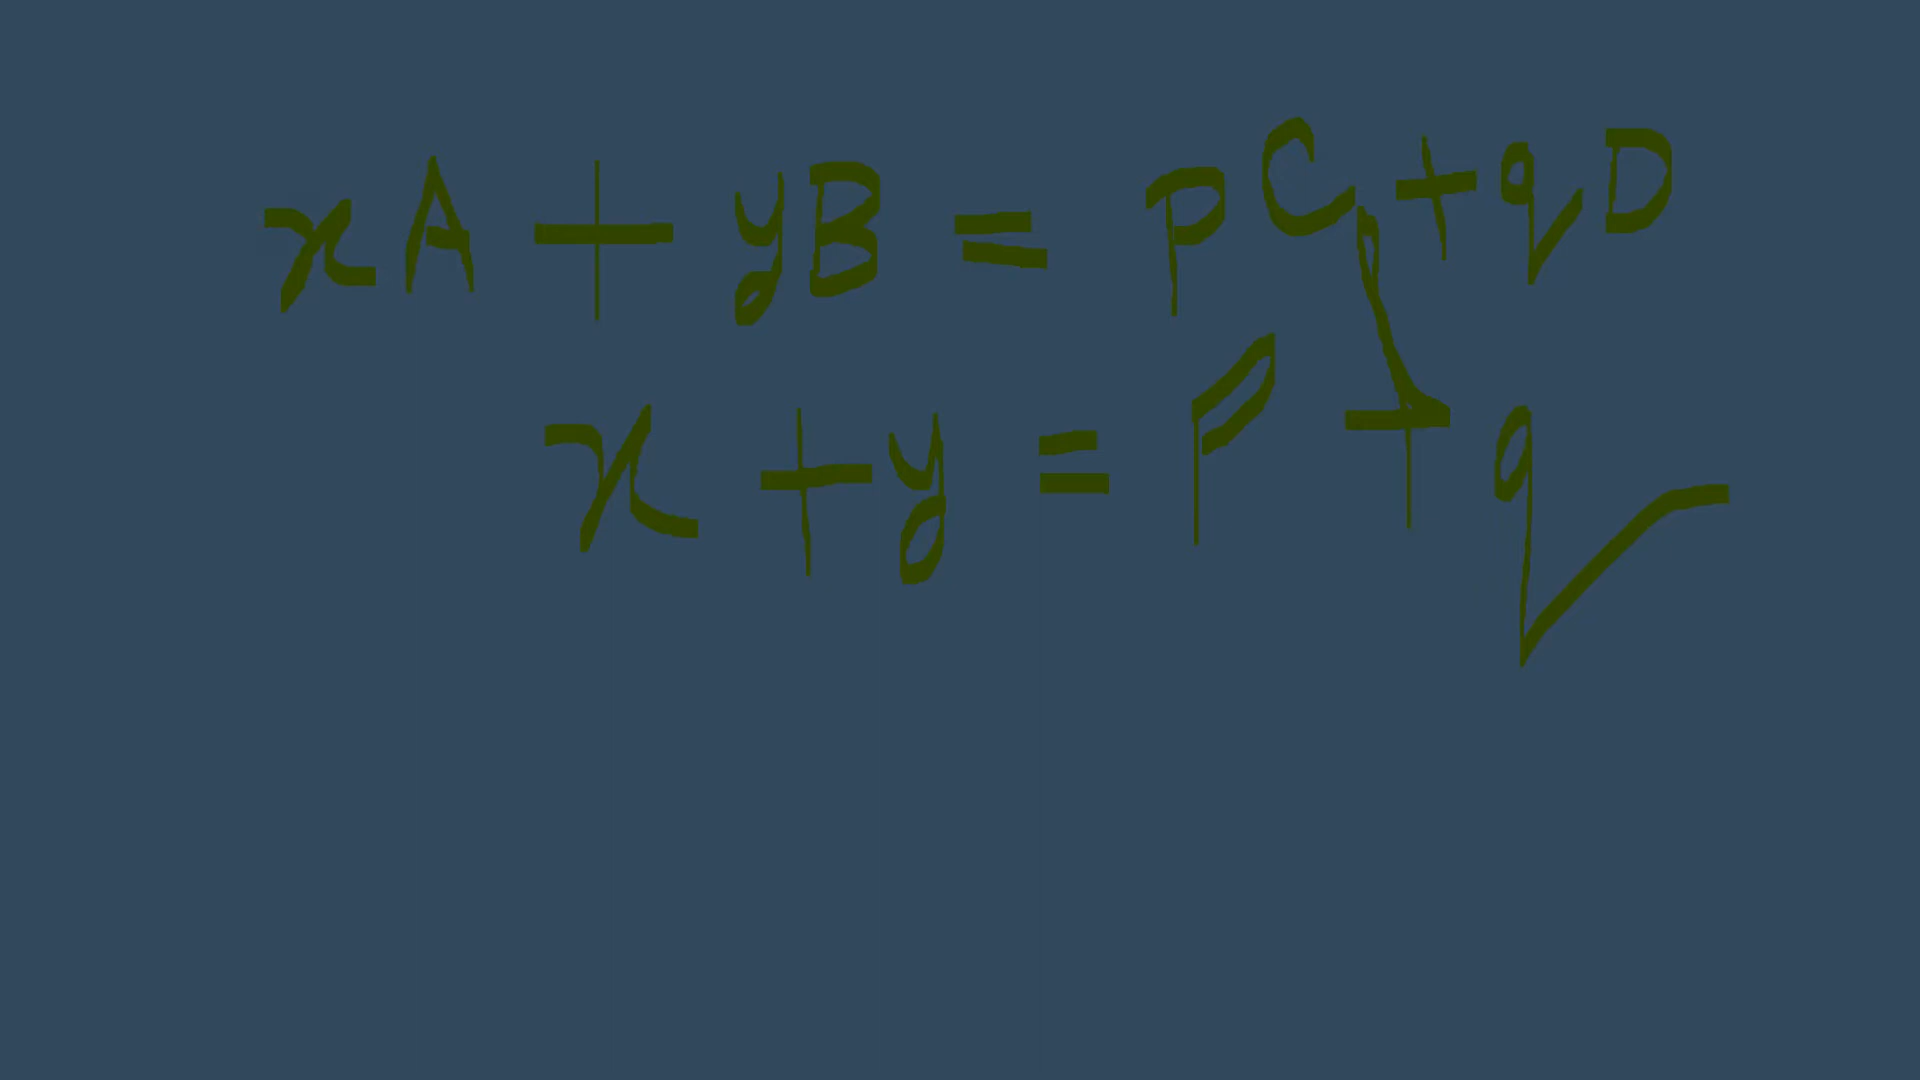 xA + yB = pC + qD
x + y = p + q